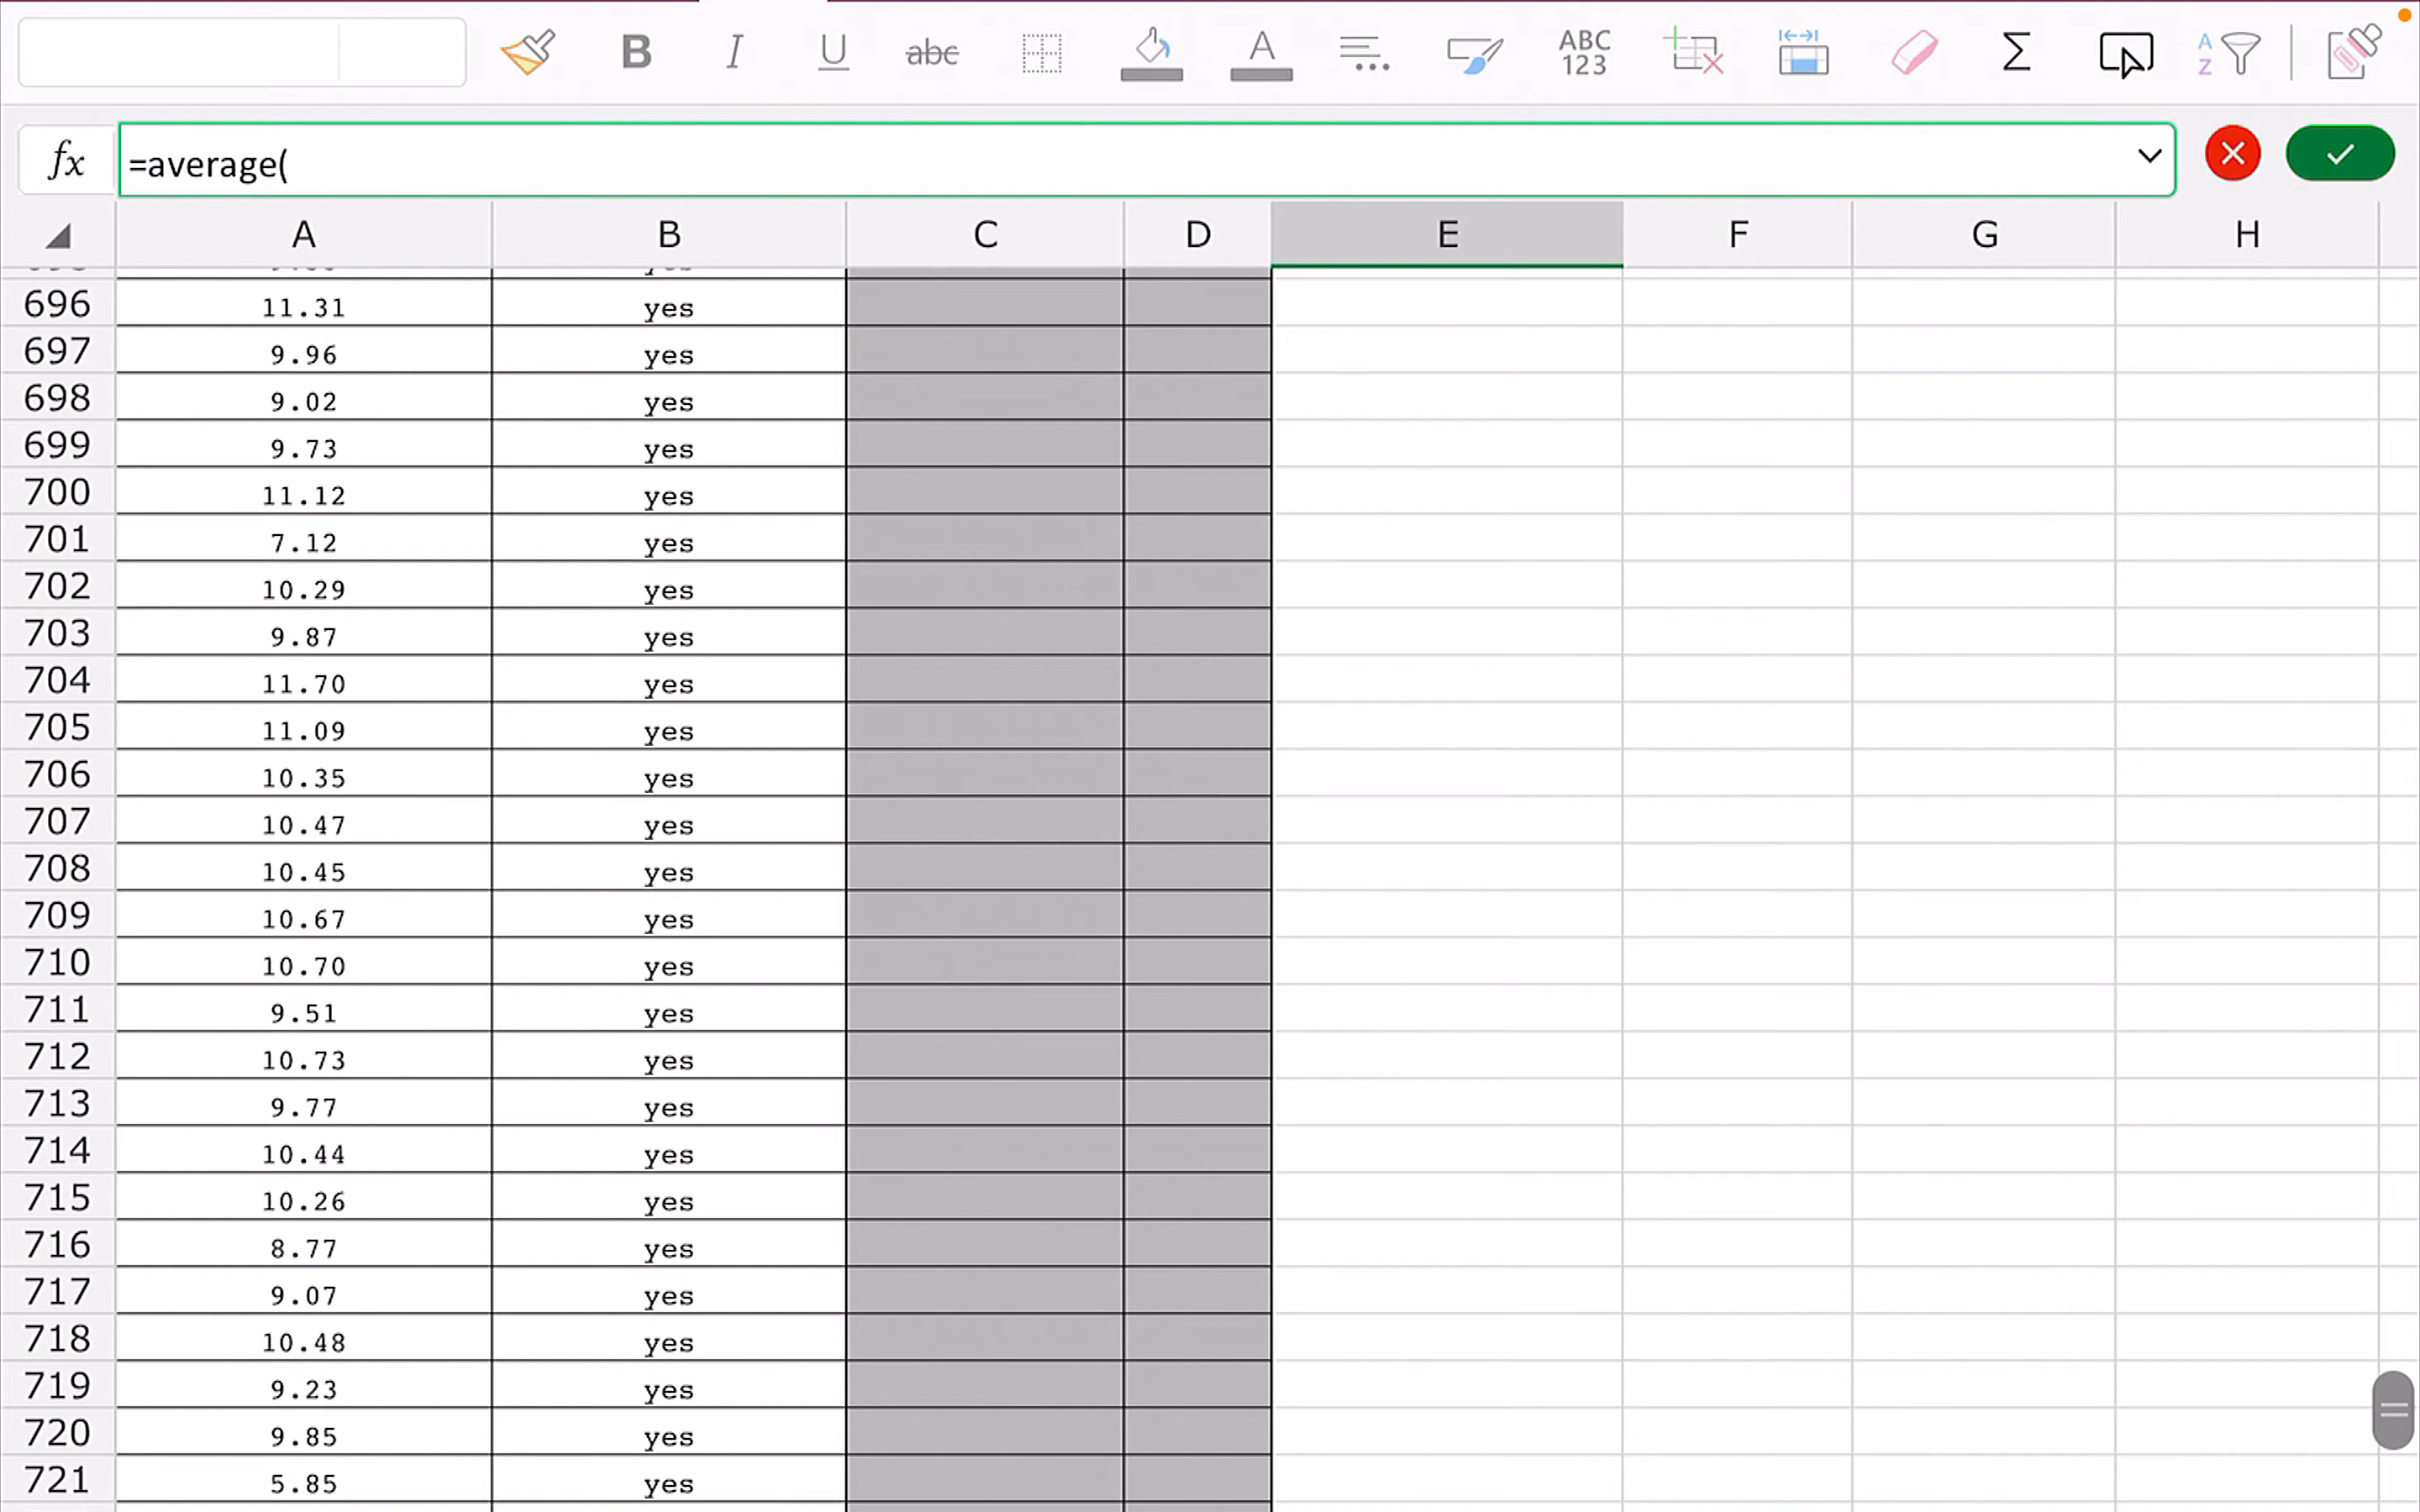 B I U abc A ABC
123
A
Z
fx =average(
A B C D E F G H
696 11.31 yes
697 9.96 yes
698 9.02 yes
699 9.73 yes
700 11.12 yes
701 7.12 yes
702 10.29 yes
703 9.87 yes
704 11.70 yes
705 11.09 yes
706 10.35 yes
707 10.47 yes
708 10.45 yes
709 10.67 yes
710 10.70 yes
711 9.51 yes
712 10.73 yes
713 9.77 yes
714 10.44 yes
715 10.26 yes
716 8.77 yes
717 9.07 yes
718 10.48 yes
719 9.23 yes
720 9.85 yes
721 5.85 yes